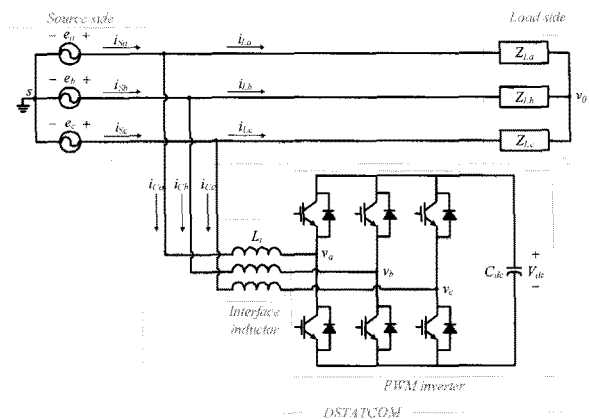 Source side
Load side
− e_a +
i_Sa
i_La
Z_La
− e_b +
i_Sb
i_Lb
Z_Lb
s
v_0
− e_c +
i_Sc
i_Lc
Z_Lc
i_Ca
i_Cb
i_Cc
L_i
v_a
v_b
v_c
C_dc
+
V_dc
−
Interface
inductor
PWM inverter
DSTATCOM